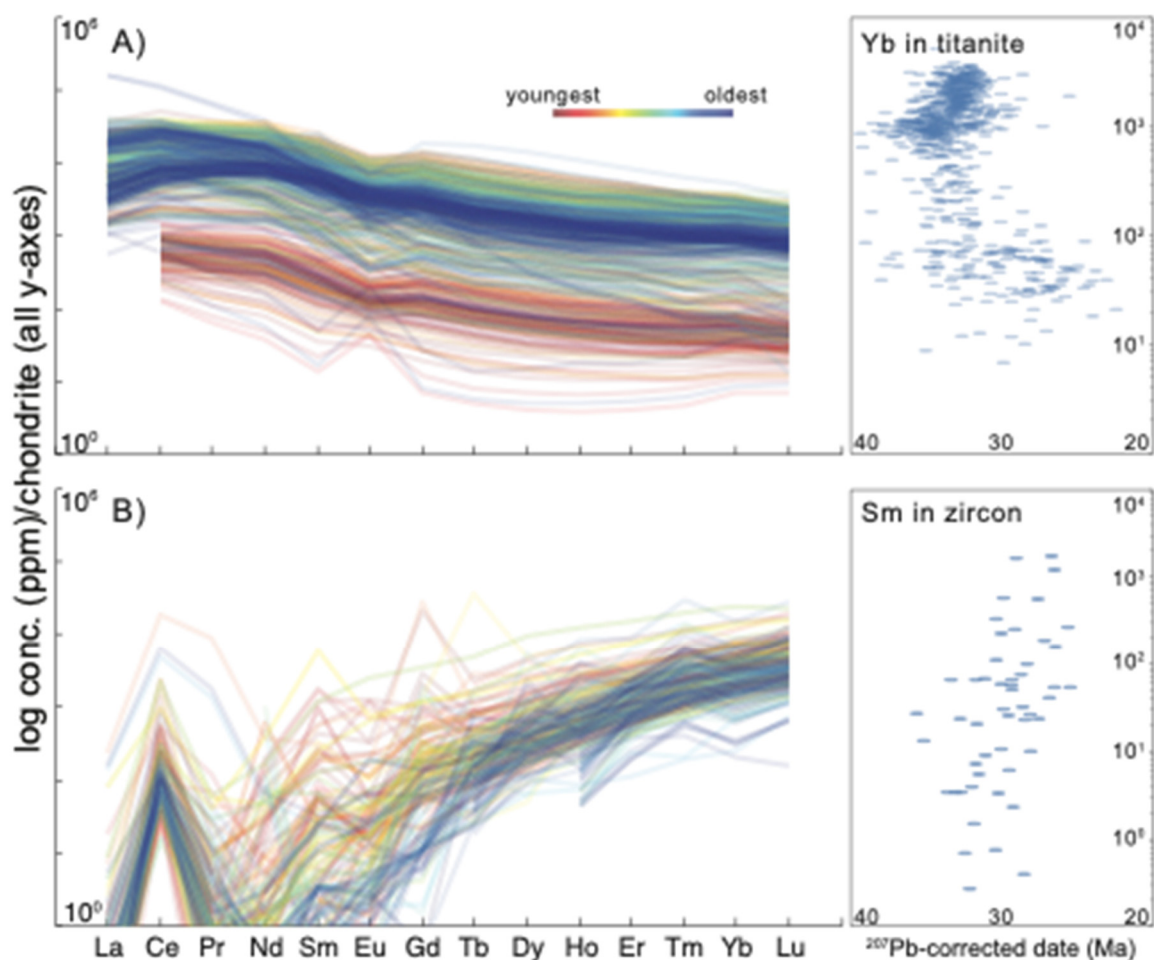 log conc. (ppm)/chondrite (all y-axes)
10⁶
A)
youngest
oldest
10⁰
Yb in titanite
10⁴
10³
10²
10¹
40 30 20
10⁶
B)
10⁰
La Ce Pr Nd Sm Eu Gd Tb Dy Ho Er Tm Yb Lu
Sm in zircon
10⁴
10³
10²
10¹
10⁰
40 30 20
²⁰⁷Pb-corrected date (Ma)